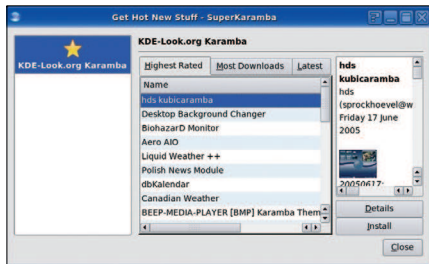 Get Hot New Stuff - SuperKaramba
KDE-Look.org Karamba
KDE-Look.org Karamba
Highest Rated
Most Downloads
Latest
Name
hds kubicaramba
Desktop Background Changer
BiohazarD Monitor
Aero AIO
Liquid Weather ++
Polish News Module
dbKalendar
Canadian Weather
BEEP-MEDIA-PLAYER [BMP] Karamba Them
hds
kubicaramba
hds
(sprockhoevel@w
Friday 17 June
2005
20050617:
Details
Install
Close